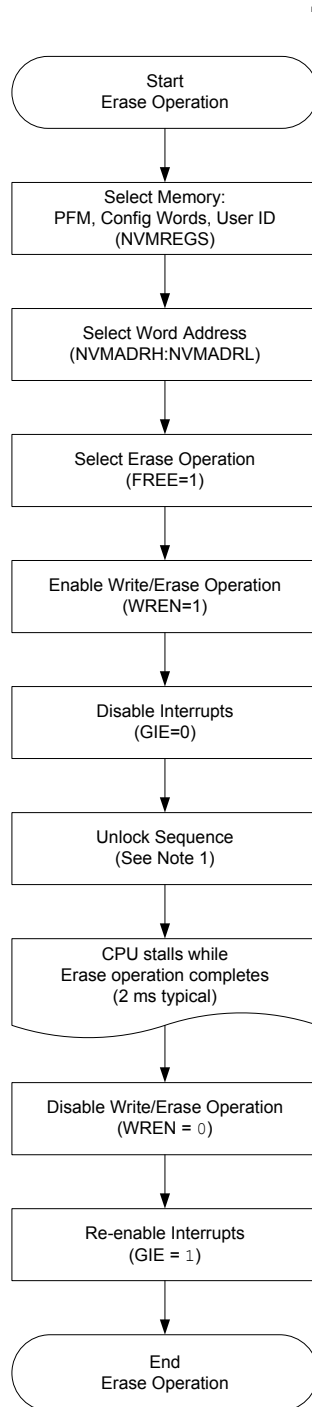 Start
Erase Operation
Select Memory:
PFM, Config Words, User ID
(NVMREGS)
Select Word Address
(NVMADRH:NVMADRL)
Select Erase Operation
(FREE=1)
Enable Write/Erase Operation
(WREN=1)
Disable Interrupts
(GIE=0)
Unlock Sequence
(See Note 1)
CPU stalls while
Erase operation completes
(2 ms typical)
Disable Write/Erase Operation
(WREN = 0)
Re-enable Interrupts
(GIE = 1)
End
Erase Operation